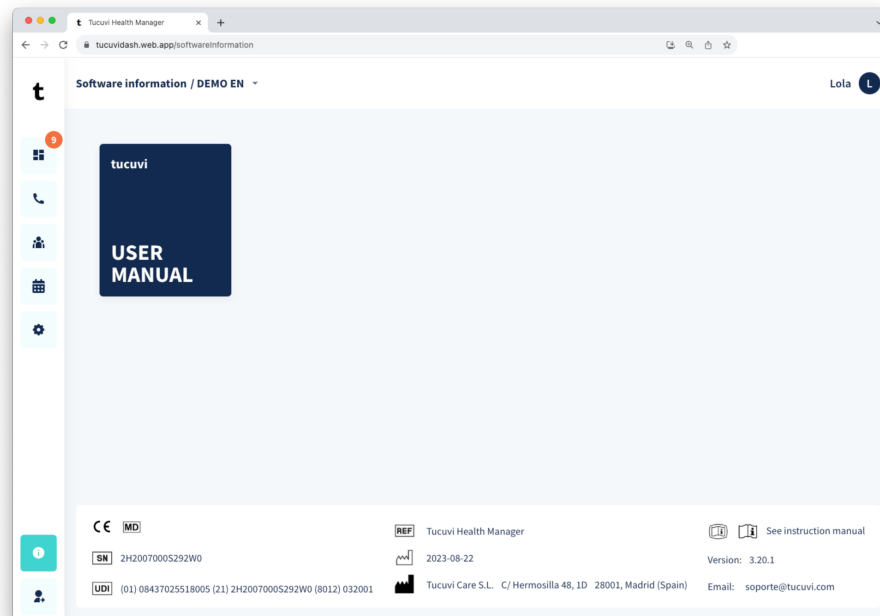 t Tucuvi Health Manager
tucuvidash.web.app/softwareInformation
t
Software information / DEMO EN
Lola L
9
tucuvi
USER
MANUAL
CE MD
SN 2H2007000S292W0
UDI (01) 08437025518005 (21) 2H2007000S292W0 (8012) 032001
REF Tucuvi Health Manager
2023-08-22
Tucuvi Care S.L. C/ Hermosilla 48, 1D 28001, Madrid (Spain)
See instruction manual
Version: 3.20.1
Email: soporte@tucuvi.com